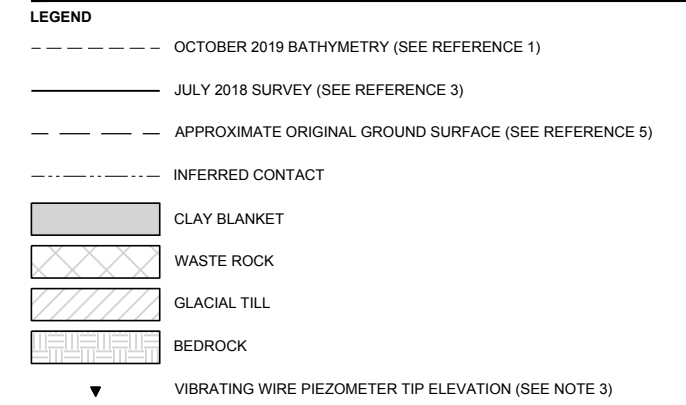 LEGEND
OCTOBER 2019 BATHYMETRY (SEE REFERENCE 1)
JULY 2018 SURVEY (SEE REFERENCE 3)
APPROXIMATE ORIGINAL GROUND SURFACE (SEE REFERENCE 5)
INFERRED CONTACT
CLAY BLANKET
WASTE ROCK
GLACIAL TILL
BEDROCK
VIBRATING WIRE PIEZOMETER TIP ELEVATION (SEE NOTE 3)